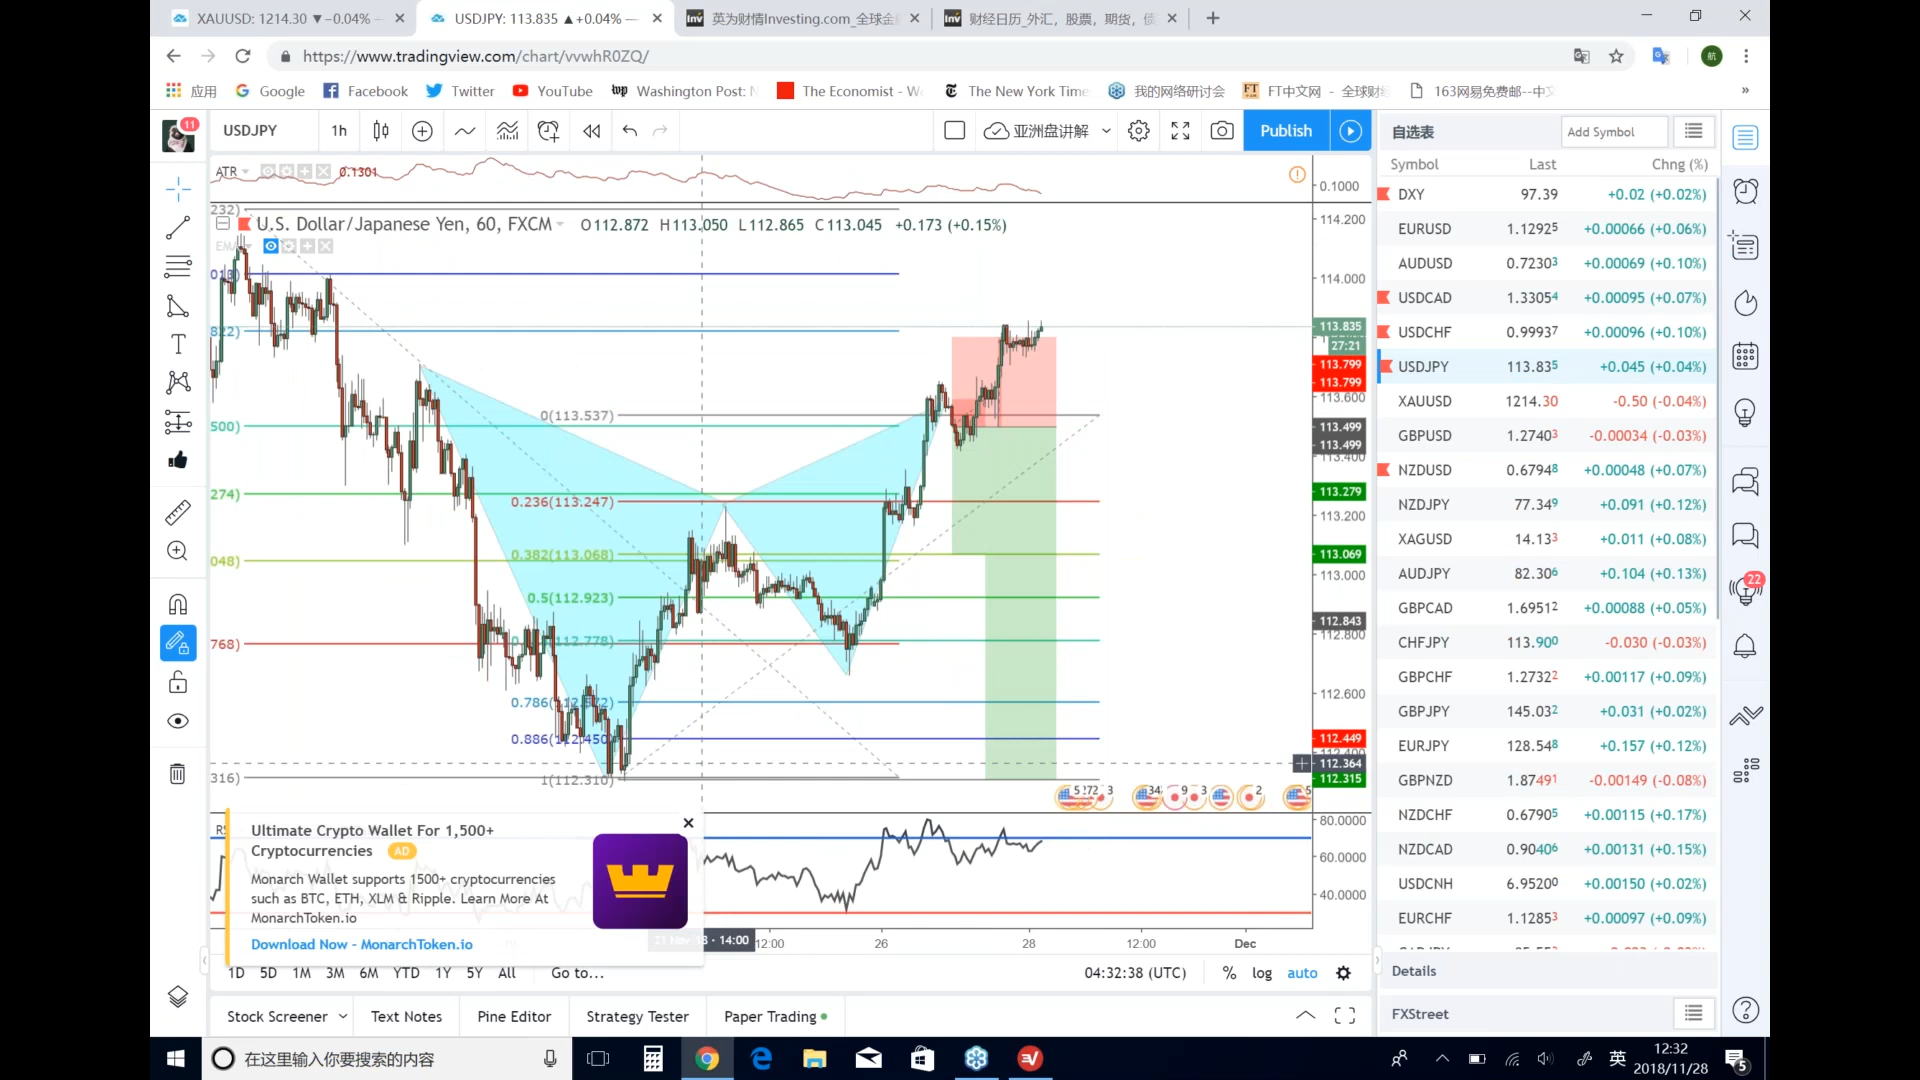 XAUUSD: 1214.30 ▼−0.04% —
USDJPY: 113.835 ▲+0.04% —
英为财情Investing.com_全球金
财经日历_外汇，股票，期货，债
https://www.tradingview.com/chart/vvwhR0ZQ/
航
应用
Google
Facebook
Twitter
YouTube
Washington Post: N
The Economist - W
The New York Time
我的网络研讨会
FT中文网 - 全球财经
163网易免费邮--中文
»
11
USDJPY
1h
亚洲盘讲解
Publish
自选表
Add Symbol
Symbol Last Chng (%)
DXY 97.39 +0.02 (+0.02%)
EURUSD 1.12925 +0.00066 (+0.06%)
AUDUSD 0.72303 +0.00069 (+0.10%)
USDCAD 1.33054 +0.00095 (+0.07%)
USDCHF 0.99937 +0.00096 (+0.10%)
USDJPY 113.835 +0.045 (+0.04%)
XAUUSD 1214.30 -0.50 (-0.04%)
GBPUSD 1.27403 -0.00034 (-0.03%)
NZDUSD 0.67948 +0.00048 (+0.07%)
NZDJPY 77.349 +0.091 (+0.12%)
XAGUSD 14.133 +0.011 (+0.08%)
AUDJPY 82.306 +0.104 (+0.13%)
GBPCAD 1.69512 +0.00088 (+0.05%)
CHFJPY 113.900 -0.030 (-0.03%)
GBPCHF 1.27322 +0.00117 (+0.09%)
GBPJPY 145.032 +0.031 (+0.02%)
EURJPY 128.548 +0.157 (+0.12%)
GBPNZD 1.87491 -0.00149 (-0.08%)
NZDCHF 0.67905 +0.00115 (+0.17%)
NZDCAD 0.90406 +0.00131 (+0.15%)
USDCNH 6.95200 +0.00150 (+0.02%)
EURCHF 1.12853 +0.00097 (+0.09%)
Details
FXStreet
22
ATR
0.1301
0.1000
U.S. Dollar/Japanese Yen, 60, FXCM
O112.872 H113.050 L112.865 C113.045 +0.173 (+0.15%)
EMA
232)
822)
500)
274)
048)
768)
316)
0(113.537)
0.236(113.247)
0.382(113.068)
0.5(112.923)
0.786(112.572)
0.886(112.450)
1(112.310)
114.200
114.000
113.835
27:21
113.799
113.799
113.600
113.499
113.499
113.400
113.279
113.200
113.069
113.000
112.843
112.800
112.600
112.449
112.364
112.315
80.0000
60.0000
40.0000
Ultimate Crypto Wallet For 1,500+
Cryptocurrencies AD
Monarch Wallet supports 1500+ cryptocurrencies
such as BTC, ETH, XLM & Ripple. Learn More At
MonarchToken.io
Download Now - MonarchToken.io
21 Nov '18 · 14:00
12:00
26
28
12:00
Dec
1D 5D 1M 3M 6M YTD 1Y 5Y All
Go to...
04:32:38 (UTC)
% log auto
Stock Screener
Text Notes
Pine Editor
Strategy Tester
Paper Trading
在这里输入你要搜索的内容
英
12:32
2018/11/28
5